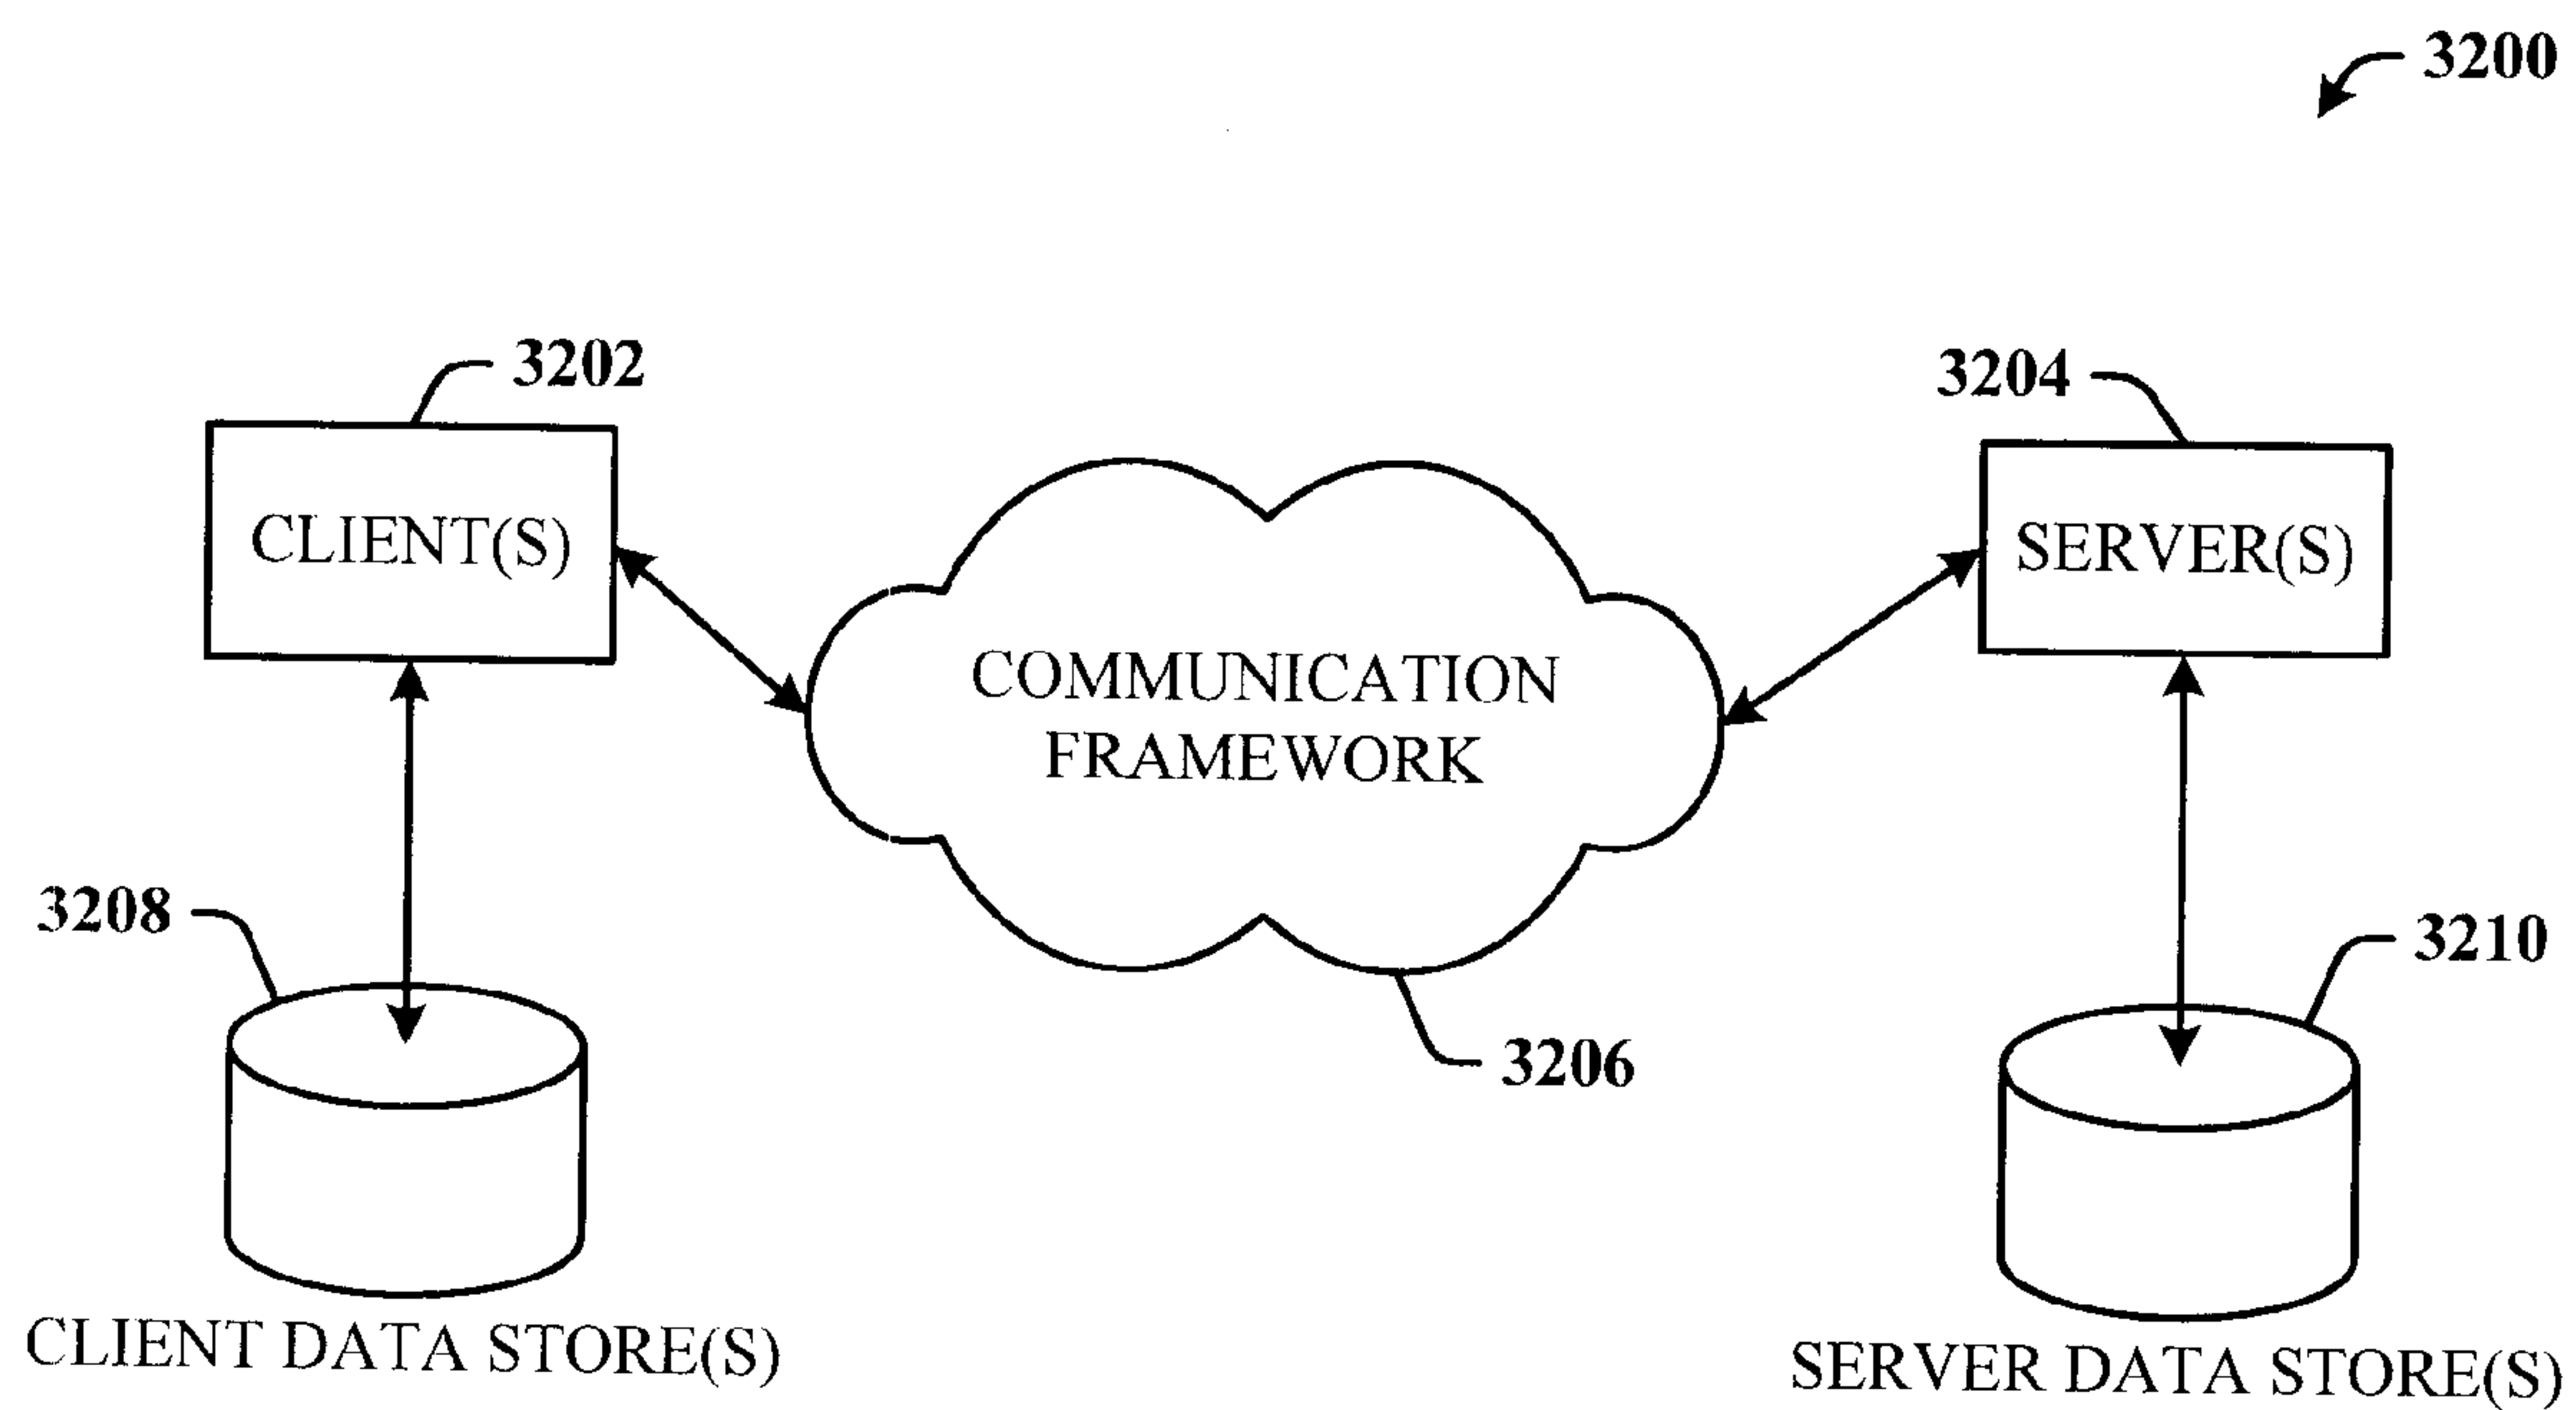 3200
3202
3204
CLIENT(S)
SERVER(S)
COMMUNICATION
FRAMEWORK
3208
3210
3206
CLIENT DATA STORE(S)
SERVER DATA STORE(S)